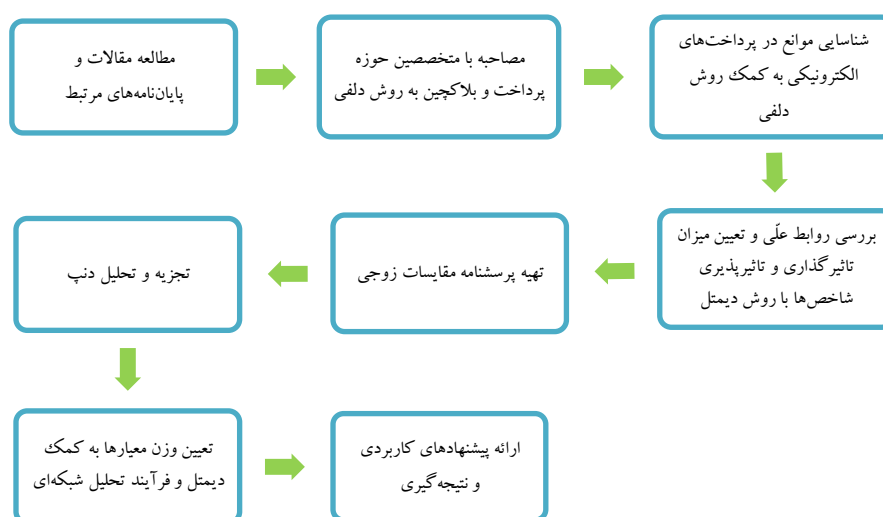 مطالعه مقالات و
پایان‌نامه‌های مرتبط
مصاحبه با متخصصین حوزه
پرداخت و بلاکچین به روش دلفی
شناسایی موانع در پرداخت‌های
الکترونیکی به کمک روش
دلفی
بررسی روابط علّی و تعیین میزان
تاثیرگذاری و تاثیرپذیری
شاخص‌ها با روش دیمتل
تهیه پرسشنامه مقایسات زوجی
تجزیه و تحلیل دنپ
تعیین وزن معیارها به کمک
دیمتل و فرآیند تحلیل شبکه‌ای
ارائه پیشنهادهای کاربردی
و نتیجه‌گیری